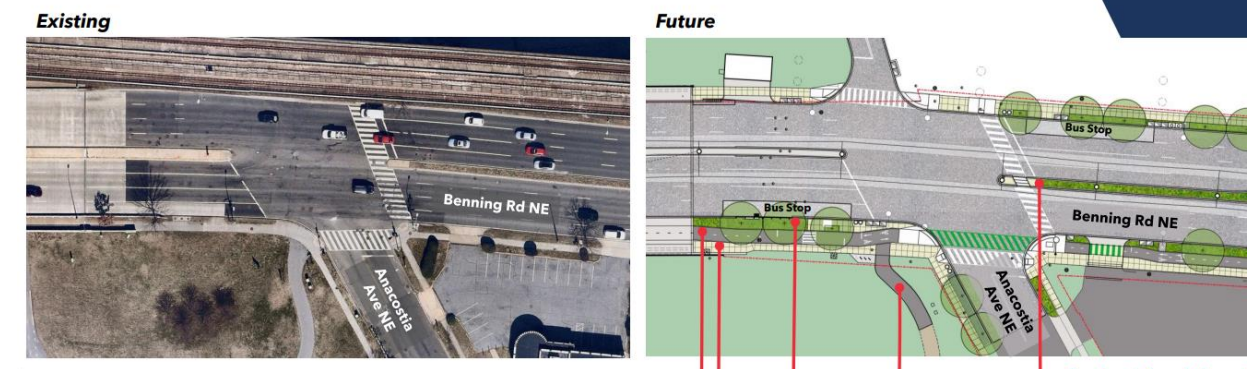 Existing
Future
Benning Rd NE
Anacostia
Ave NE
Bus Stop
Bus Stop
Benning Rd NE
Anacostia
Ave NE